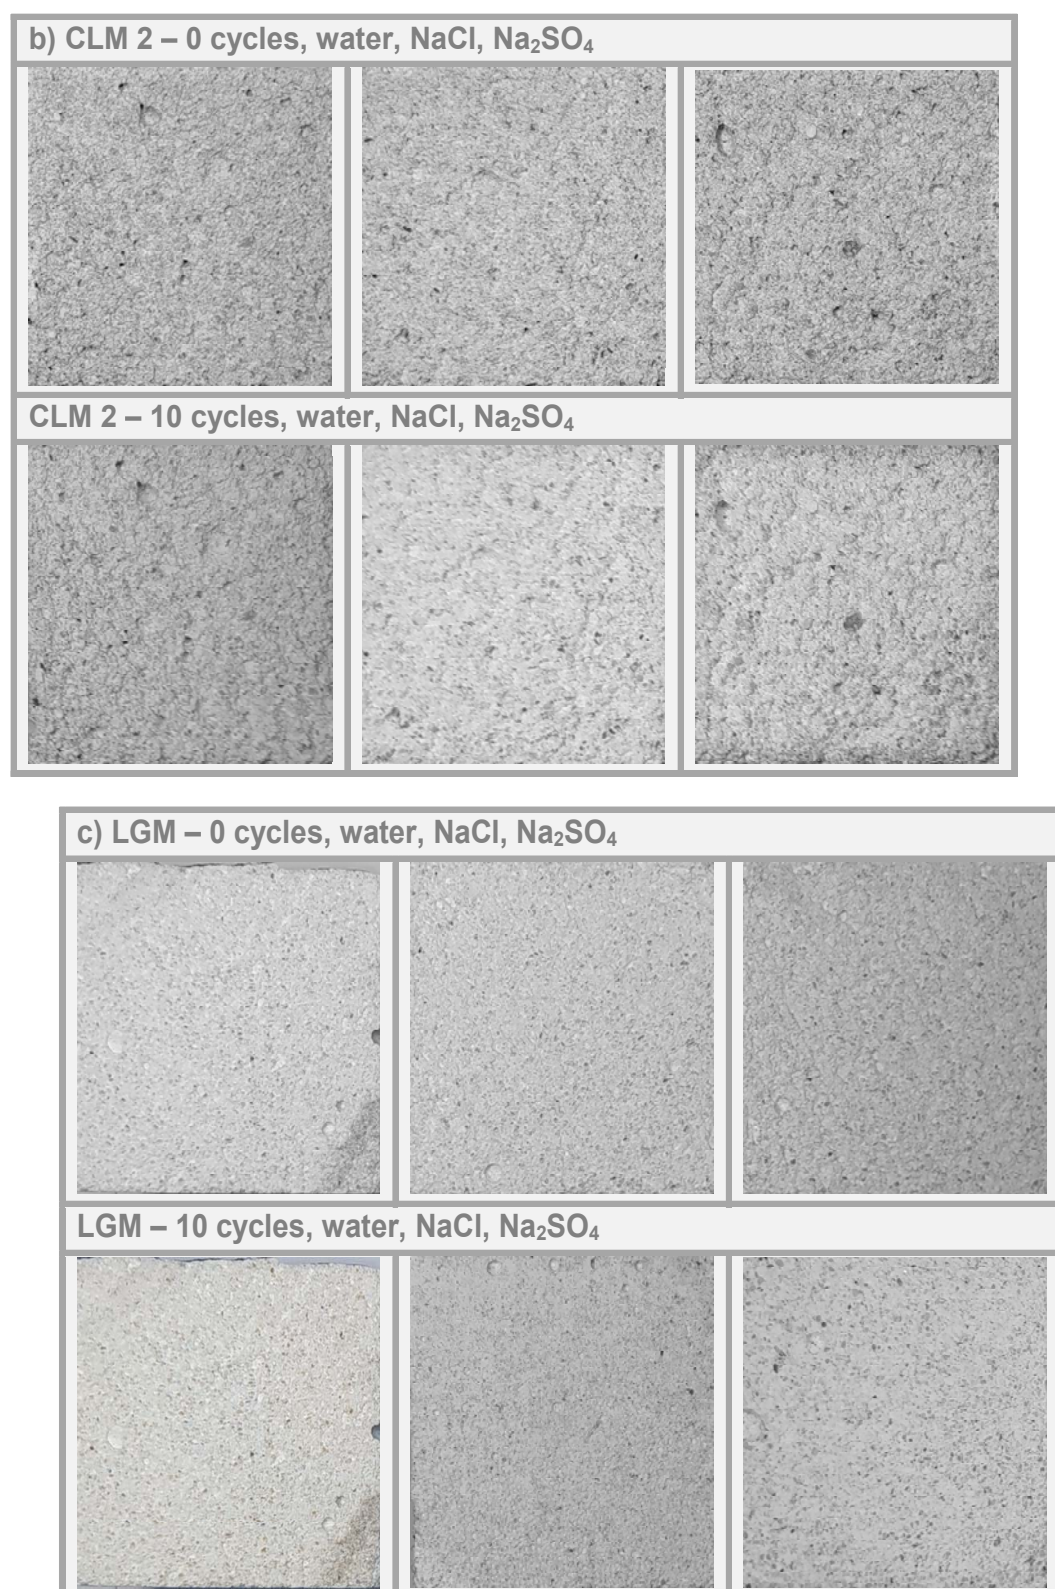 b) CLM 2 – 0 cycles, water, NaCl, Na₂SO₄
CLM 2 – 10 cycles, water, NaCl, Na₂SO₄
c) LGM – 0 cycles, water, NaCl, Na₂SO₄
LGM – 10 cycles, water, NaCl, Na₂SO₄